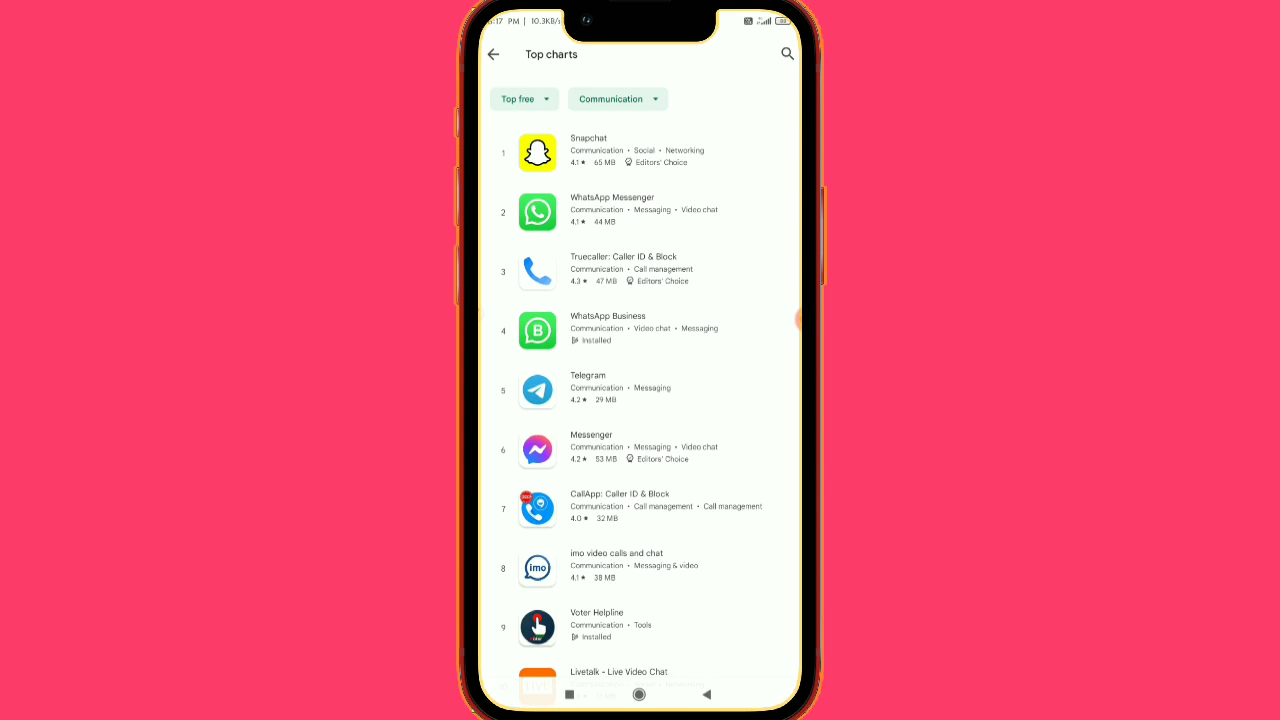 :17 PM | 10.3KB/s
Top charts
Top free
Communication
1
Snapchat
Communication • Social • Networking
4.1 ★ 65 MB Editors' Choice
2
WhatsApp Messenger
Communication • Messaging • Video chat
4.1 ★ 44 MB
3
Truecaller: Caller ID & Block
Communication • Call management
4.3 ★ 47 MB Editors' Choice
4
B
WhatsApp Business
Communication • Video chat • Messaging
Installed
5
Telegram
Communication • Messaging
4.2 ★ 29 MB
6
Messenger
Communication • Messaging • Video chat
4.2 ★ 53 MB Editors' Choice
7
CallApp: Caller ID & Block
Communication • Call management • Call management
4.0 ★ 32 MB
8
imo
imo video calls and chat
Communication • Messaging & video
4.1 ★ 38 MB
9
Voter Helpline
Communication • Tools
Installed
Livetalk - Live Video Chat